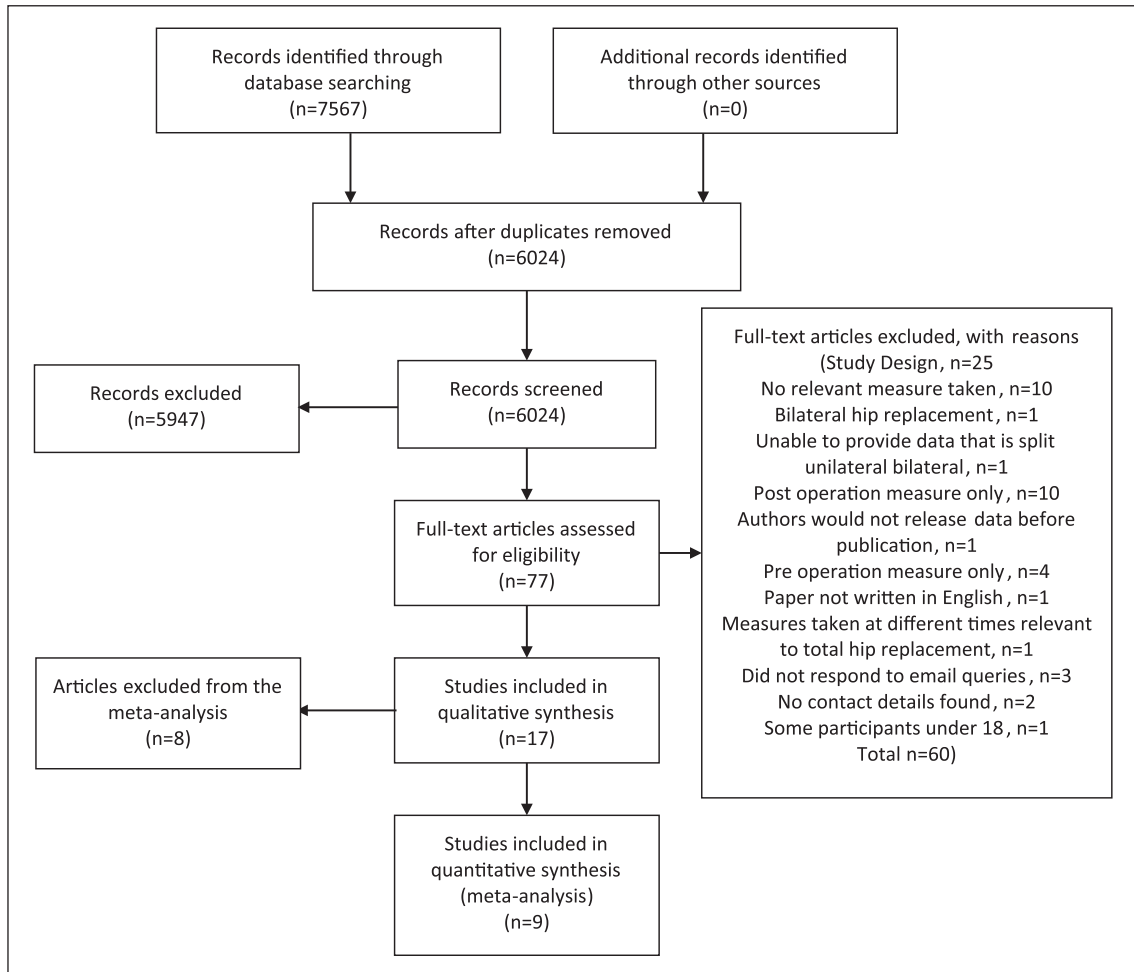 Records identified through
database searching
(n=7567)
Additional records identified
through other sources
(n=0)
Records after duplicates removed
(n=6024)
Records screened
(n=6024)
Records excluded
(n=5947)
Full-text articles assessed
for eligibility
(n=77)
Full-text articles excluded, with reasons
(Study Design, n=25
No relevant measure taken, n=10
Bilateral hip replacement, n=1
Unable to provide data that is split
unilateral bilateral, n=1
Post operation measure only, n=10
Authors would not release data before
publication, n=1
Pre operation measure only, n=4
Paper not written in English, n=1
Measures taken at different times relevant
to total hip replacement, n=1
Did not respond to email queries, n=3
No contact details found, n=2
Some participants under 18, n=1
Total n=60)
Studies included in
qualitative synthesis
(n=17)
Articles excluded from the
meta-analysis
(n=8)
Studies included in
quantitative synthesis
(meta-analysis)
(n=9)